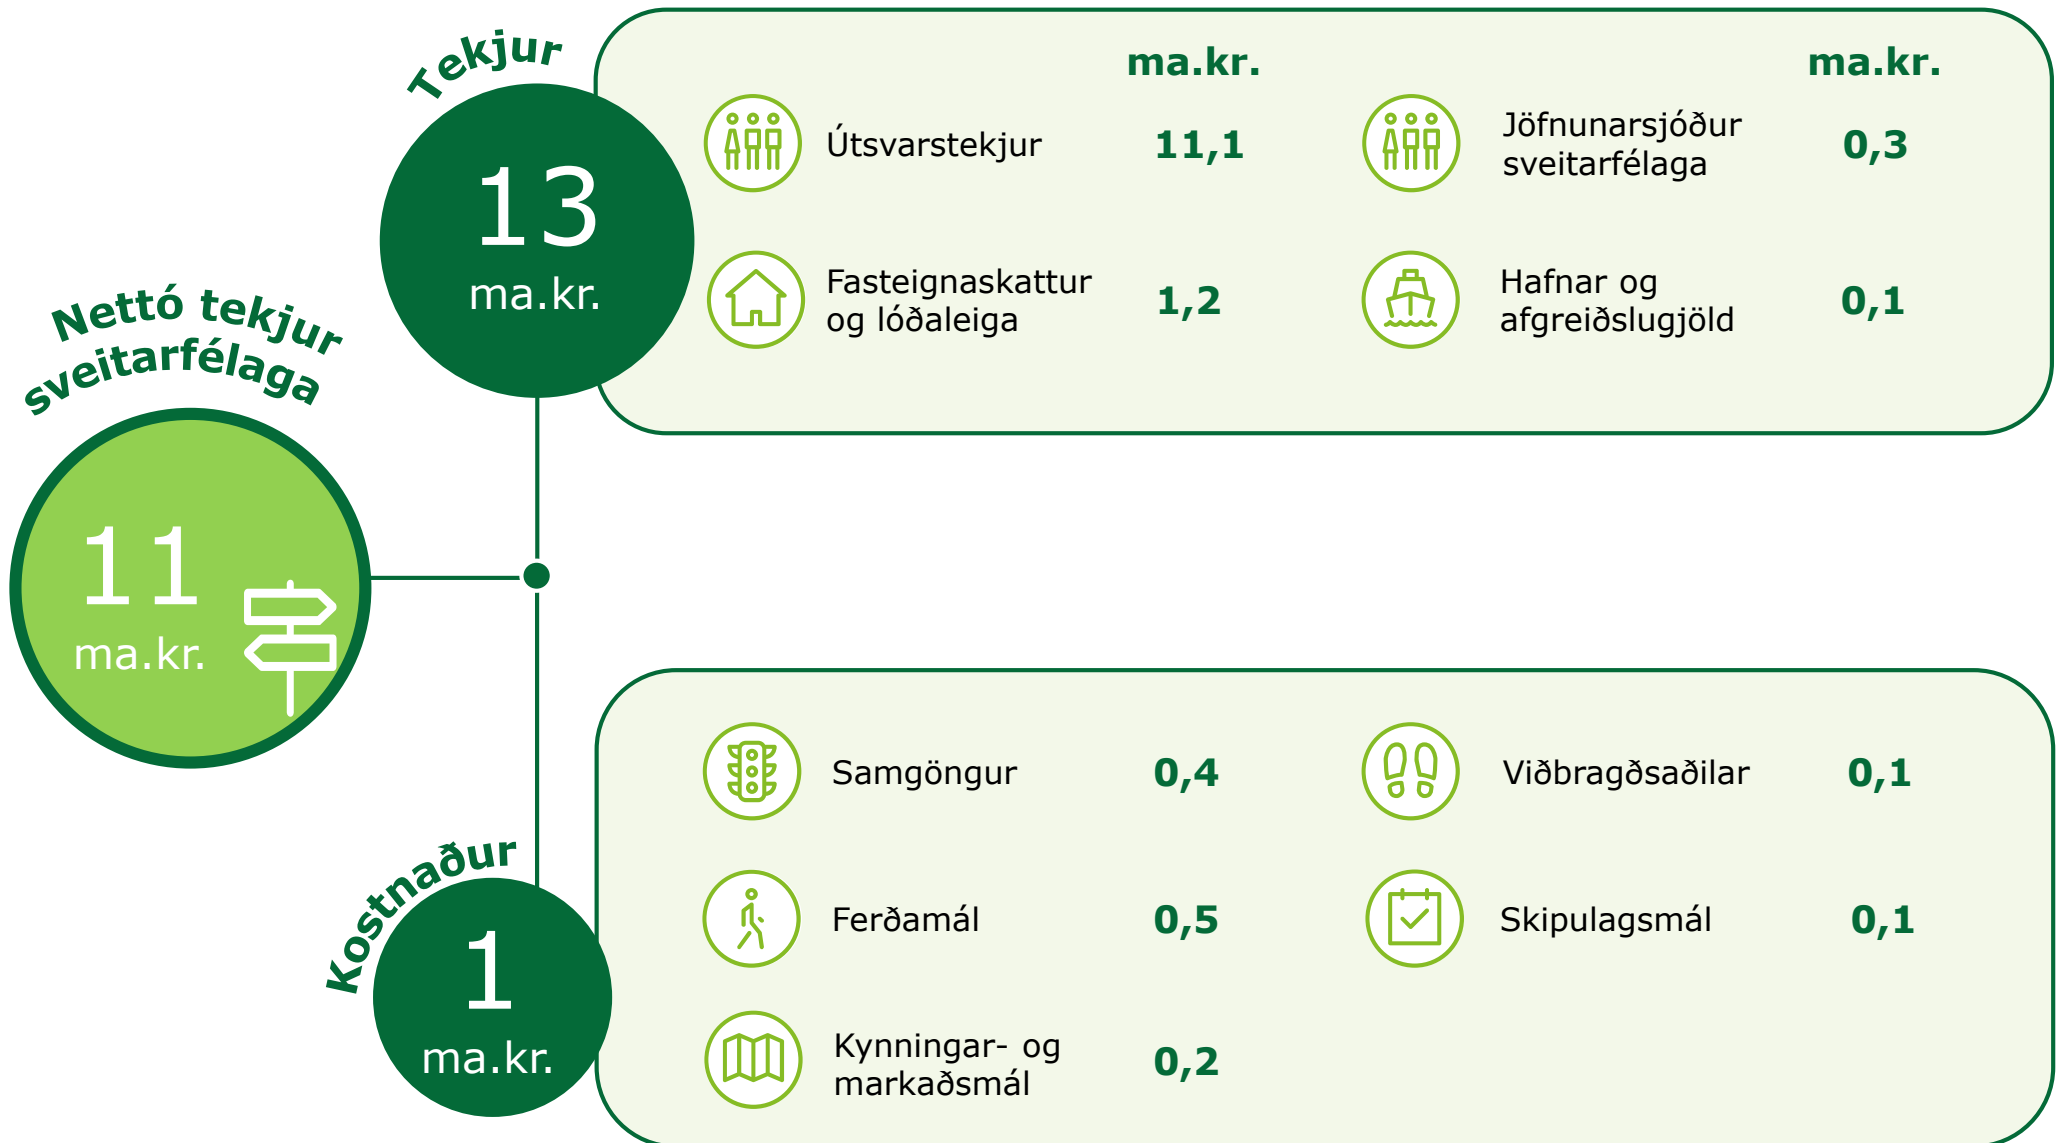 Tekjur
13
ma.kr.
ma.kr.
ma.kr.
Útsvarstekjur
11,1
Jöfnunarsjóður
sveitarfélaga
0,3
Fasteignaskattur
og lóðaleiga
1,2
Hafnar og
afgreiðslugjöld
0,1
Nettó tekjur
sveitarfélaga
11
ma.kr.
Kostnaður
1
ma.kr.
Samgöngur
0,4
Viðbragðsaðilar
0,1
Ferðamál
0,5
Skipulagsmál
0,1
Kynningar- og
markaðsmál
0,2